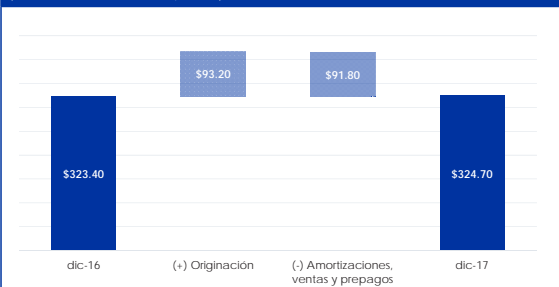 $93.20
$91.80
$323.40
$324.70
dic-16
(+) Originación
(-) Amortizaciones,
ventas y prepagos
dic-17